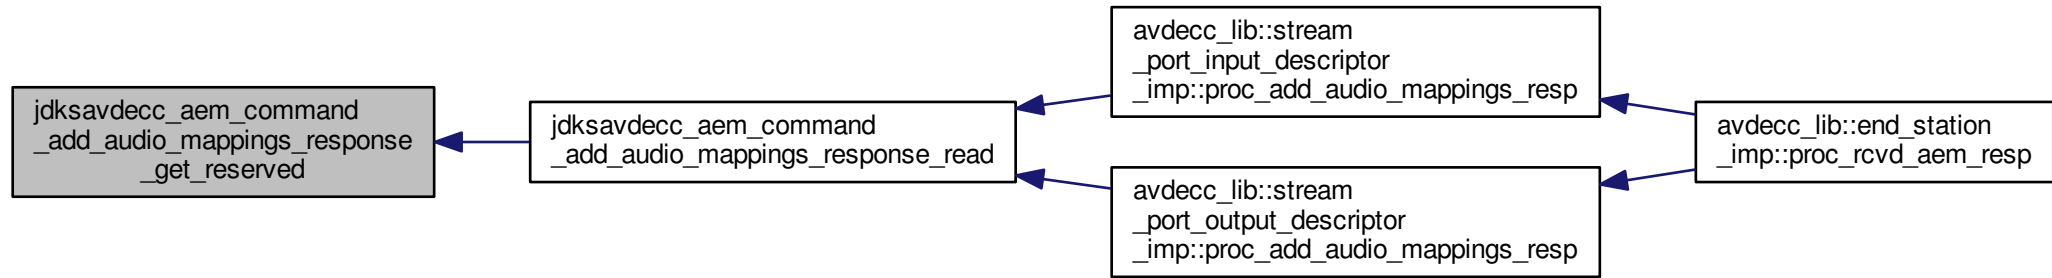 jdksavdecc_aem_command
_add_audio_mappings_response
_get_reserved
jdksavdecc_aem_command
_add_audio_mappings_response_read
avdecc_lib::stream
_port_input_descriptor
_imp::proc_add_audio_mappings_resp
avdecc_lib::stream
_port_output_descriptor
_imp::proc_add_audio_mappings_resp
avdecc_lib::end_station
_imp::proc_rcvd_aem_resp